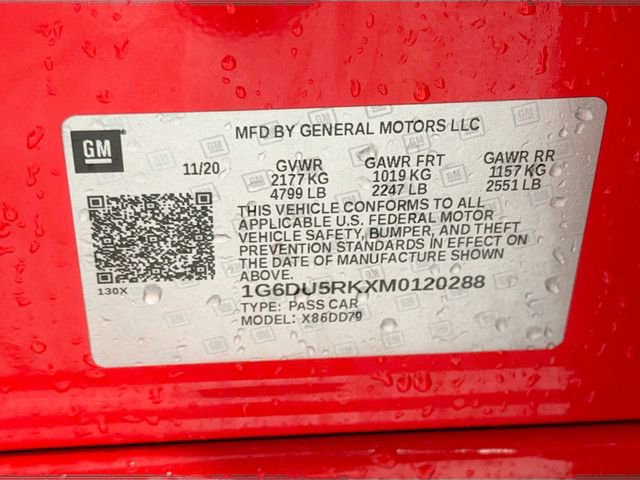 GM
MFD BY GENERAL MOTORS LLC
11/20
GVWR
2177 KG
4799 LB
GAWR FRT
1019 KG
2247 LB
GAWR RR
1157 KG
2551 LB
THIS VEHICLE CONFORMS TO ALL
APPLICABLE U.S. FEDERAL MOTOR
VEHICLE SAFETY, BUMPER, AND THEFT
PREVENTION STANDARDS IN EFFECT ON
THE DATE OF MANUFACTURE SHOWN
ABOVE.
130X
1G6DU5RKXM0120288
TYPE: PASS CAR
MODEL: X86DD79